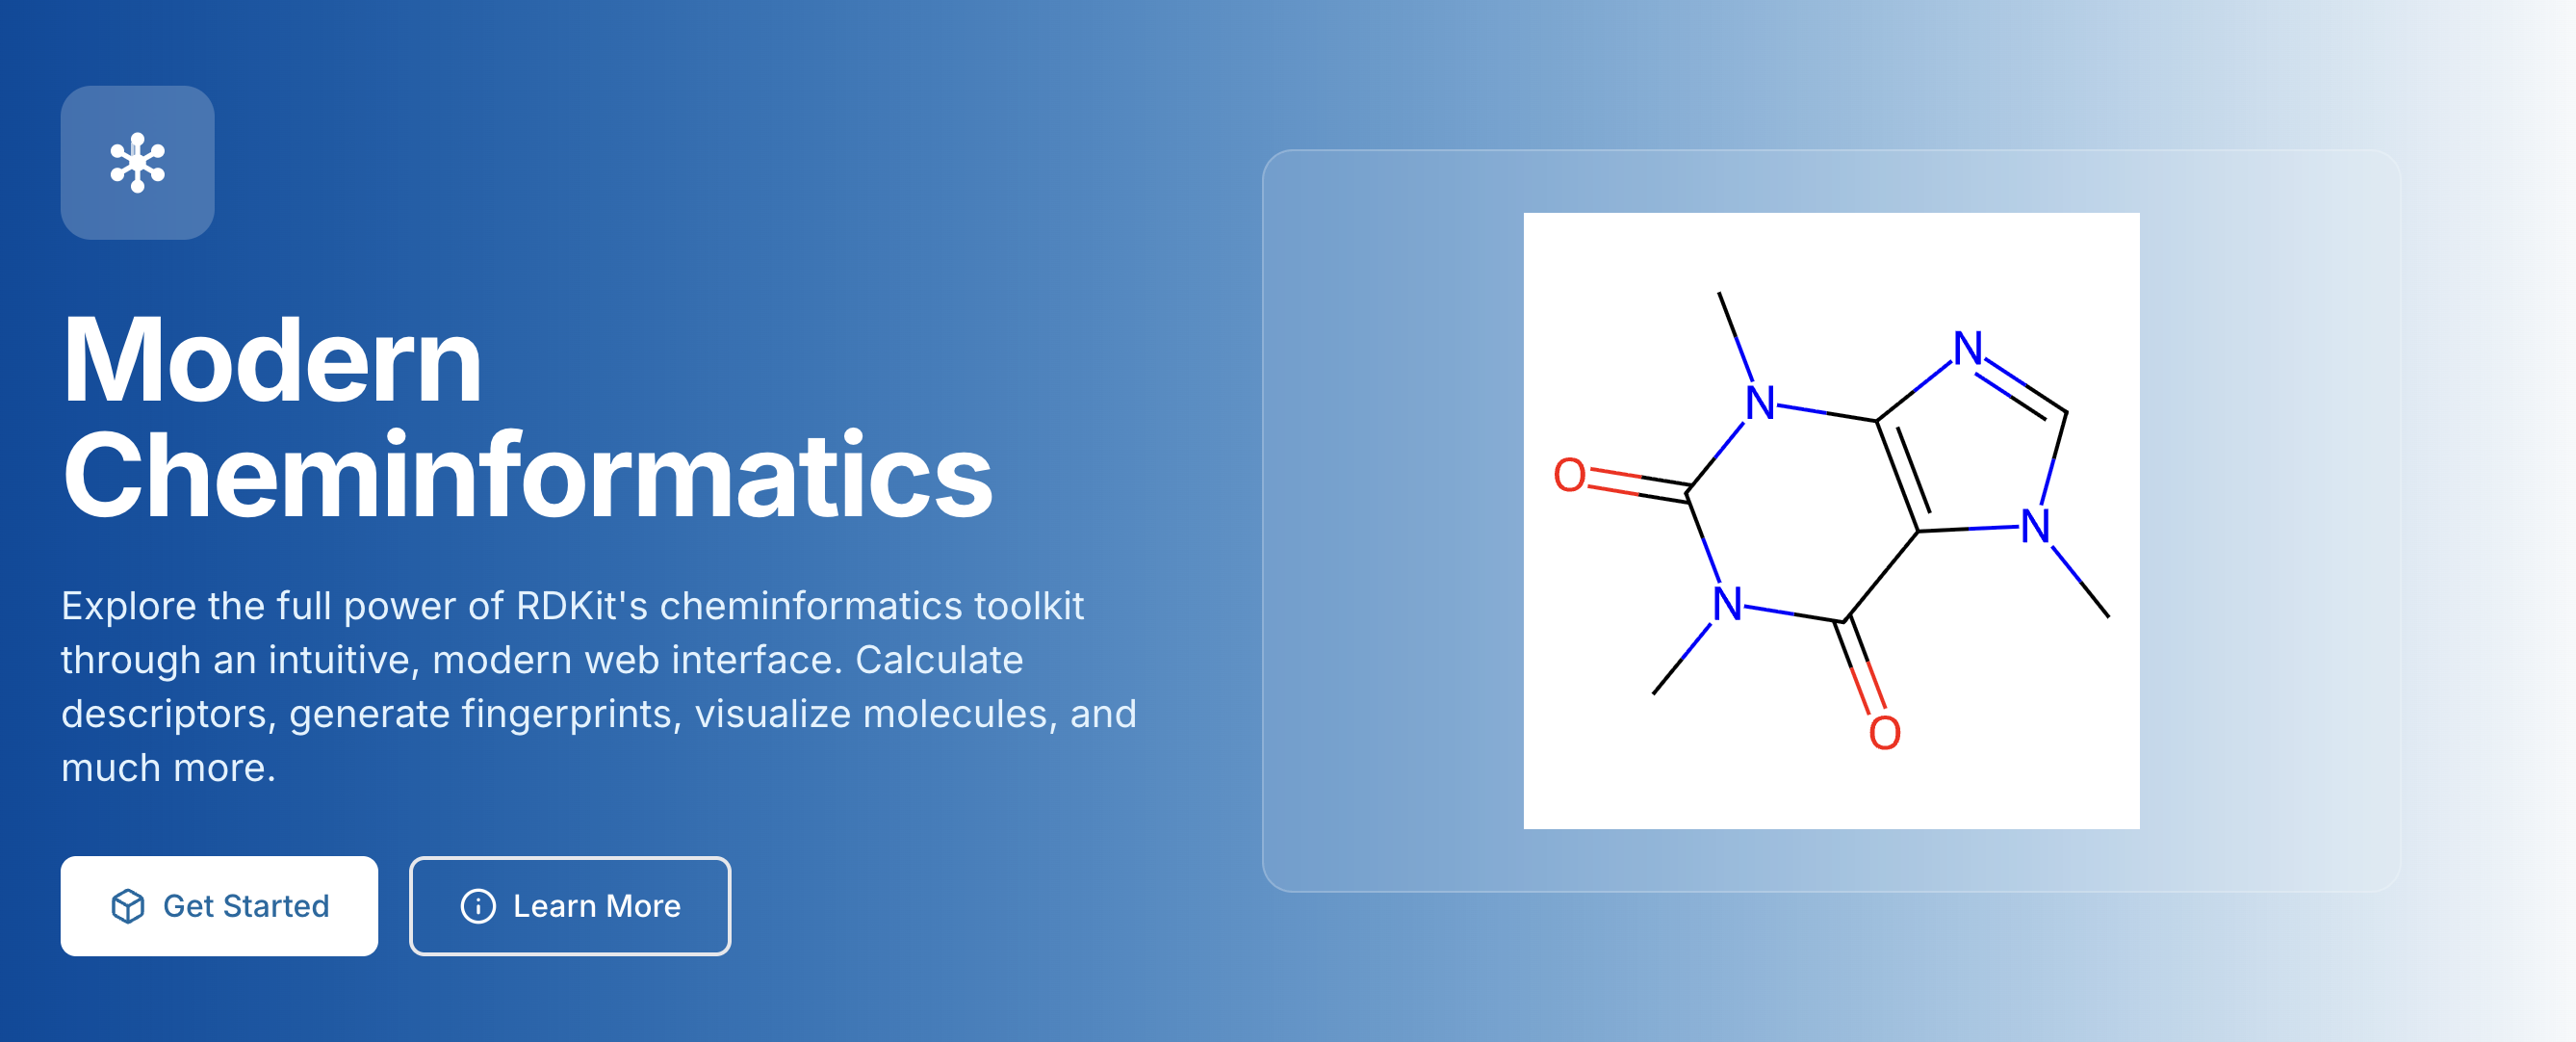 Modern
Cheminformatics
Explore the full power of RDKit's cheminformatics toolkit
through an intuitive, modern web interface. Calculate
descriptors, generate fingerprints, visualize molecules, and
much more.
Get Started
Learn More
N
N
O
N
N
O